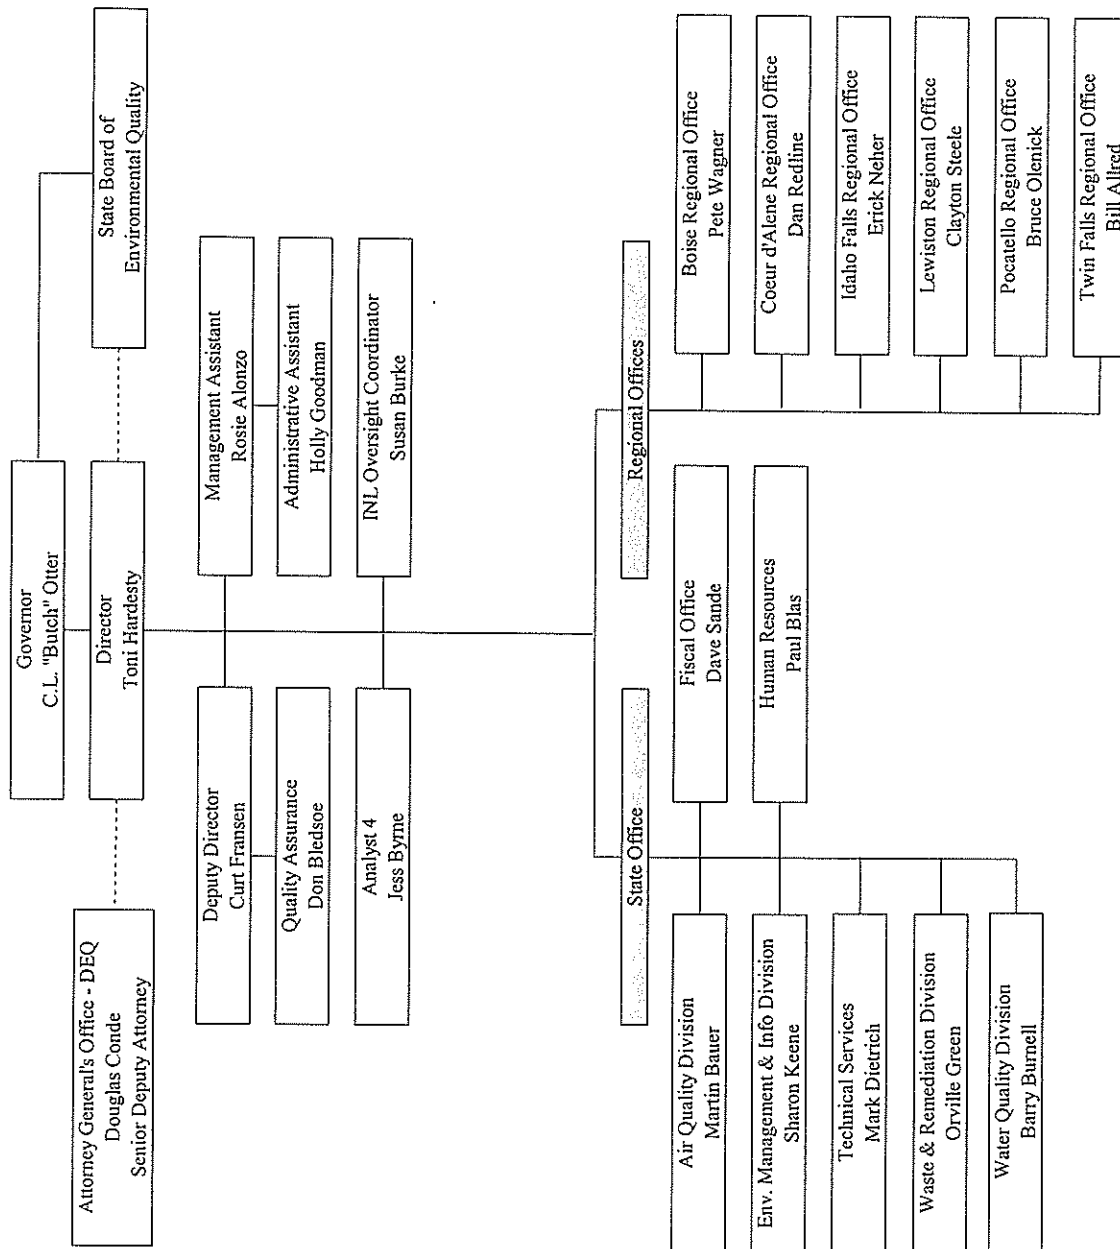 Governor
C.L. "Butch" Otter
State Board of
Environmental Quality
Director
Toni Hardesty
Attorney General's Office - DEQ
Douglas Conde
Senior Deputy Attorney
Deputy Director
Curt Fransen
Management Assistant
Rosie Alonzo
Quality Assurance
Don Bledsoe
Administrative Assistant
Holly Goodman
Analyst 4
Jess Byrne
INL Oversight Coordinator
Susan Burke
State Office
Regional Offices
Air Quality Division
Martin Bauer
Fiscal Office
Dave Sande
Boise Regional Office
Pete Wagner
Env. Management & Info Division
Sharon Keene
Human Resources
Paul Blas
Coeur d'Alene Regional Office
Dan Redline
Technical Services
Mark Dietrich
Idaho Falls Regional Office
Erick Neher
Waste & Remediation Division
Orville Green
Lewiston Regional Office
Clayton Steele
Water Quality Division
Barry Burnell
Pocatello Regional Office
Bruce Olenick
Twin Falls Regional Office
Bill Allred